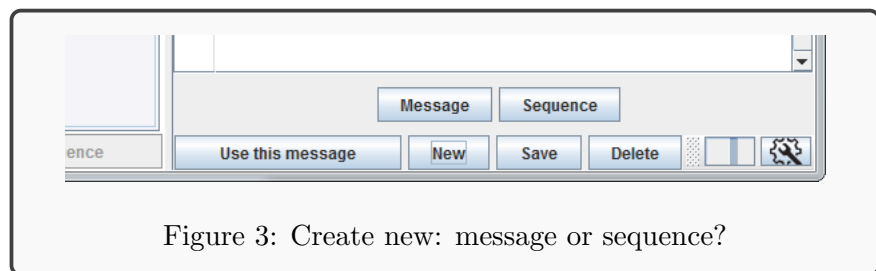 Message Sequence
ence Use this message New Save Delete
Figure 3: Create new: message or sequence?